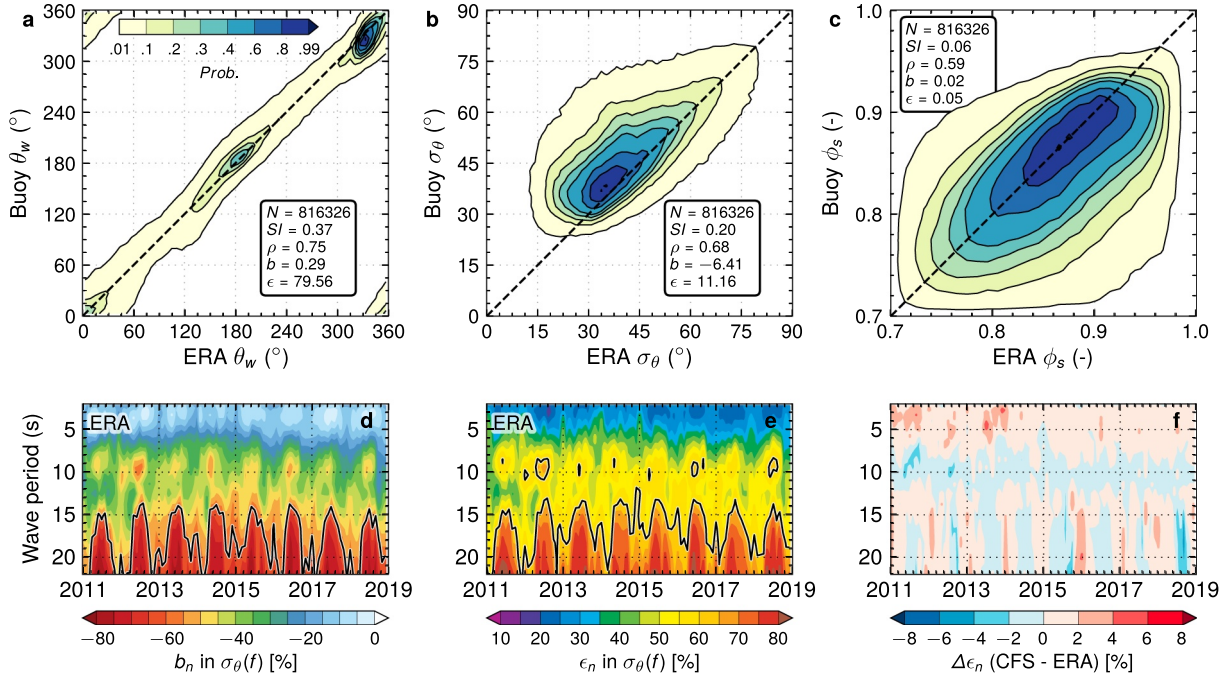 a
.01 .1 .2 .3 .4 .6 .8 .99
Prob.
N = 816326
SI = 0.37
ρ = 0.75
b = 0.29
ϵ = 79.56
360
300
240
180
120
60
0
Buoy θw (°)
0 60 120 180 240 300 360
ERA θw (°)
b
N = 816326
SI = 0.20
ρ = 0.68
b = −6.41
ϵ = 11.16
90
75
60
45
30
15
0
Buoy σθ (°)
0 15 30 45 60 75 90
ERA σθ (°)
c
N = 816326
SI = 0.06
ρ = 0.59
b = 0.02
ϵ = 0.05
1.0
0.9
0.8
0.7
Buoy ϕs (-)
0.7 0.8 0.9 1.0
ERA ϕs (-)
ERA d
5
10
15
20
Wave period (s)
2011 2013 2015 2017 2019
−80 −60 −40 −20 0
bn in σθ(f) [%]
ERA e
5
10
15
20
2011 2013 2015 2017 2019
10 20 30 40 50 60 70 80
ϵn in σθ(f) [%]
f
5
10
15
20
2011 2013 2015 2017 2019
−8 −6 −4 −2 0 2 4 6 8
Δϵn (CFS - ERA) [%]